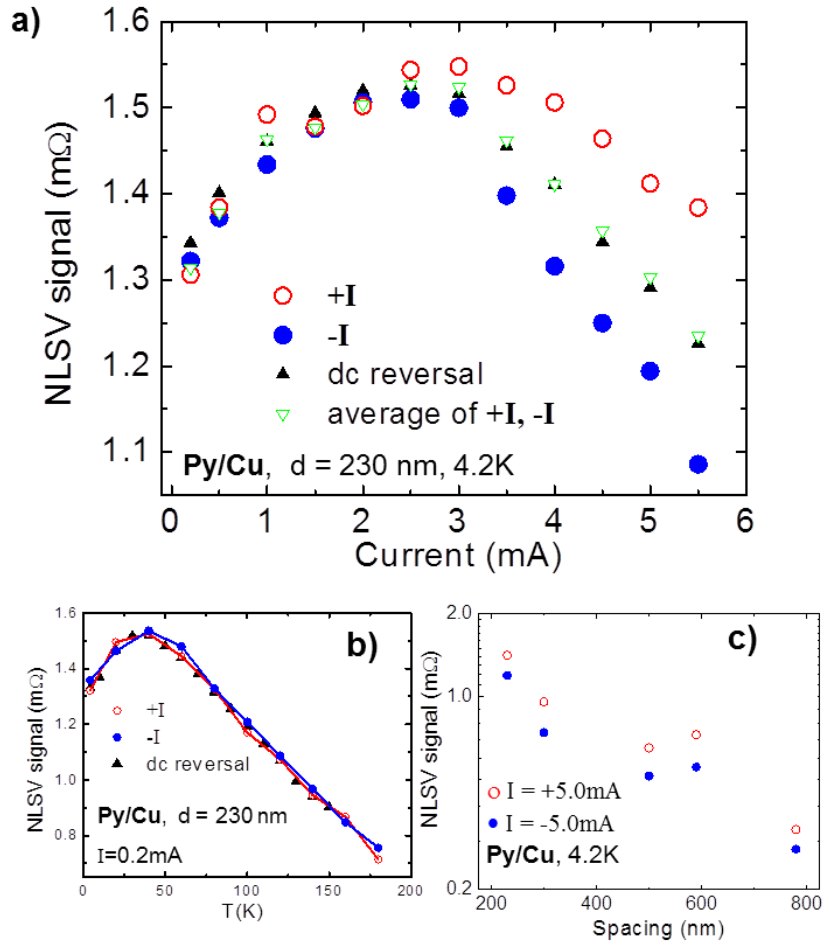 a)
1.6
1.5
1.4
1.3
1.2
1.1
NLSV signal (mΩ)
+I
-I
dc reversal
average of +I, -I
Py/Cu, d = 230 nm, 4.2K
0 1 2 3 4 5 6
Current (mA)
b)
1.6
1.4
1.2
1.0
0.8
NLSV signal (mΩ)
+I
-I
dc reversal
Py/Cu, d = 230 nm
I=0.2mA
0 50 100 150 200
T(K)
c)
2.0
1.0
0.2
NLSV signal (mΩ)
I = +5.0mA
I = -5.0mA
Py/Cu, 4.2K
200 400 600 800
Spacing (nm)